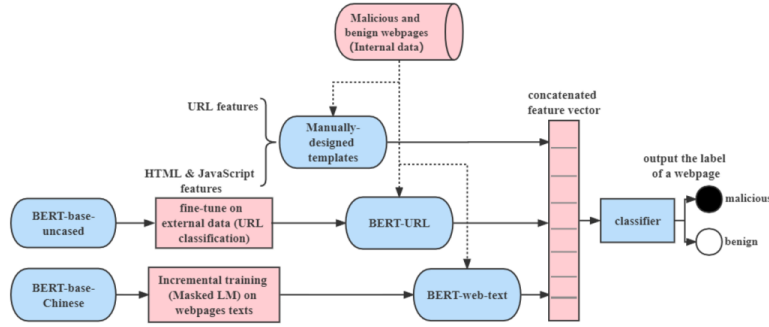 Malicious and
benign webpages
(Internal data)
concatenated
feature vector
URL features
Manually-
designed
templates
HTML & JavaScript
features
output the label
of a webpage
malicious
BERT-base-
uncased
fine-tune on
external data (URL
classification)
BERT-URL
classifier
benign
BERT-base-
Chinese
Incremental training
(Masked LM) on
webpages texts
BERT-web-text